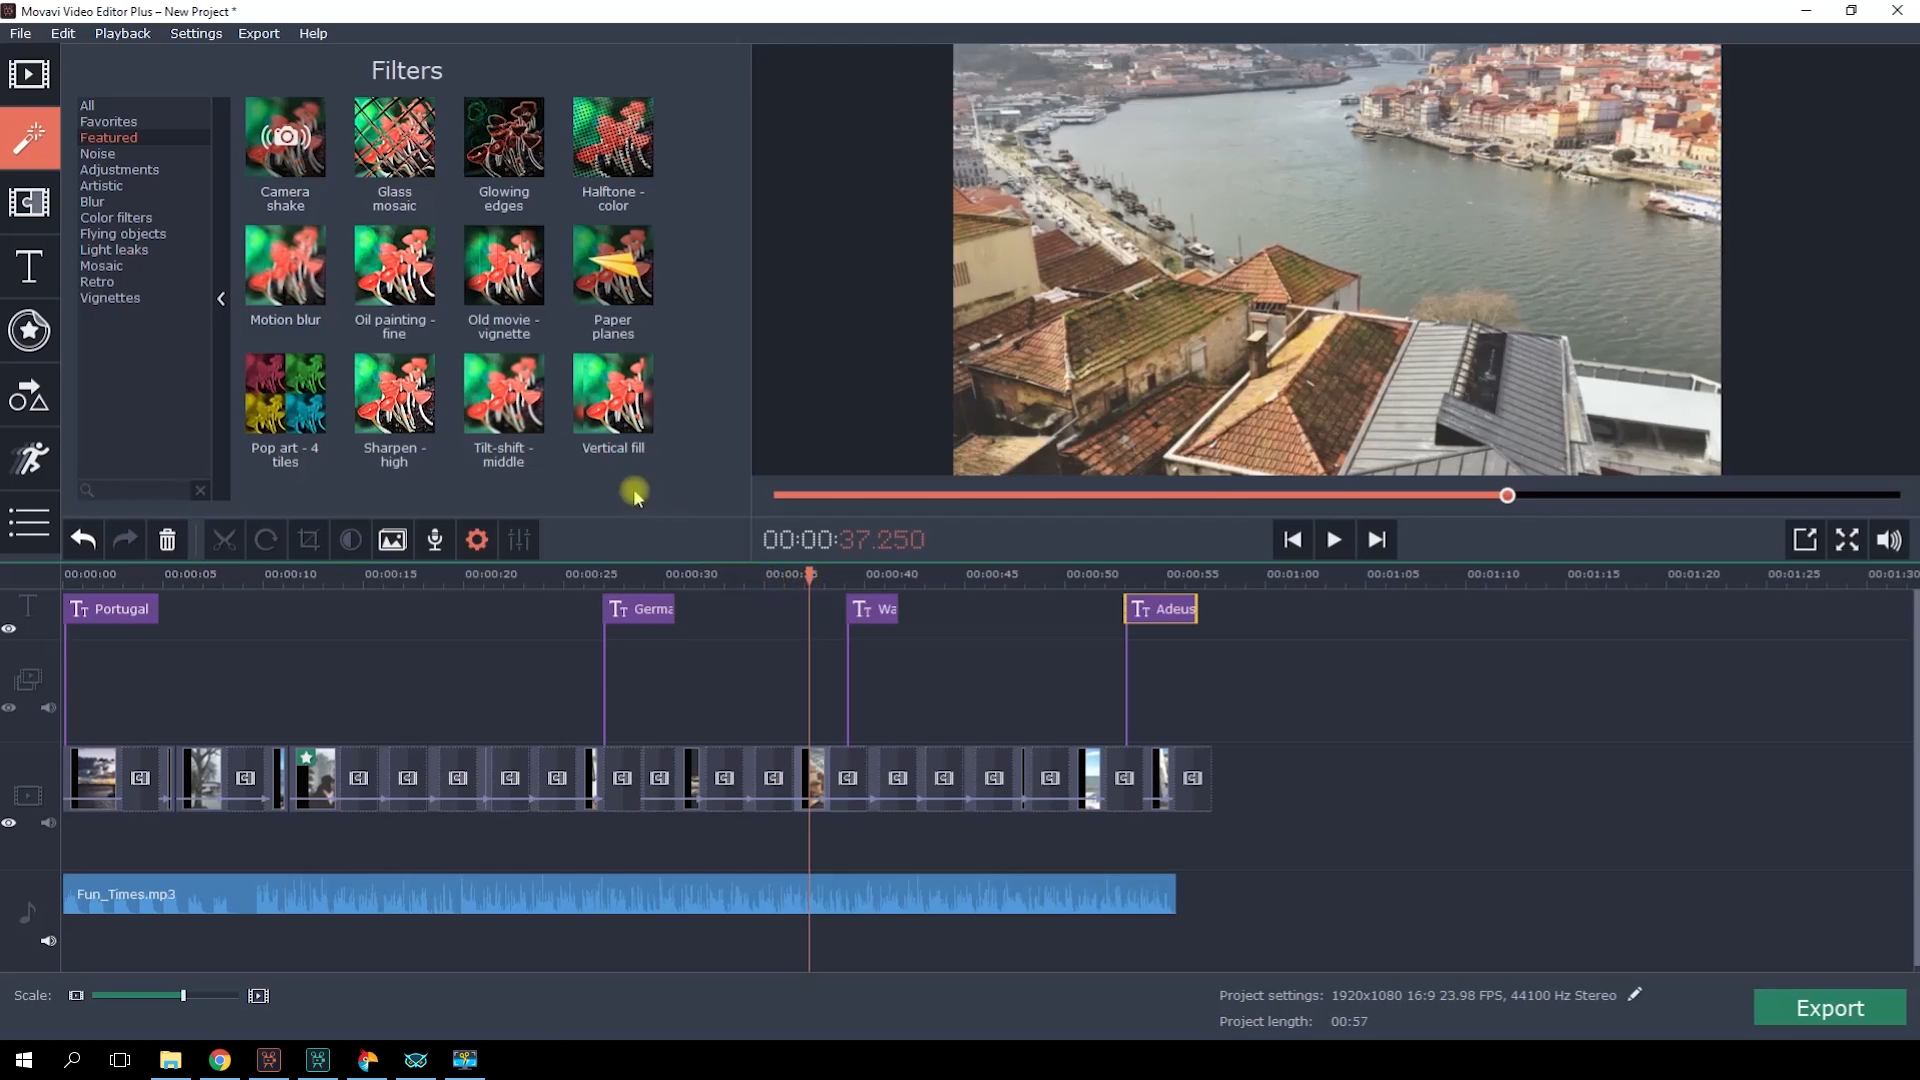 Movavi Video Editor Plus – New Project *
File Edit Playback Settings Export Help
Filters
All
Favorites
Featured
Noise
Adjustments
Artistic
Blur
Color filters
Flying objects
Light leaks
Mosaic
Retro
Vignettes
Camera shake
Glass mosaic
Glowing edges
Halftone - color
Motion blur
Oil painting - fine
Old movie - vignette
Paper planes
Pop art - 4 tiles
Sharpen - high
Tilt-shift - middle
Vertical fill
00:00:37.250
00:00:00 00:00:05 00:00:10 00:00:15 00:00:20 00:00:25 00:00:30 00:00:40 00:00:45 00:00:50 00:00:55 00:01:00 00:01:05 00:01:10 00:01:15 00:01:20 00:01:25 00:01:30
Portugal Germa Wa Adeus
Fun_Times.mp3
Scale:
Project settings: 1920x1080 16:9 23.98 FPS, 44100 Hz Stereo
Project length: 00:57
Export